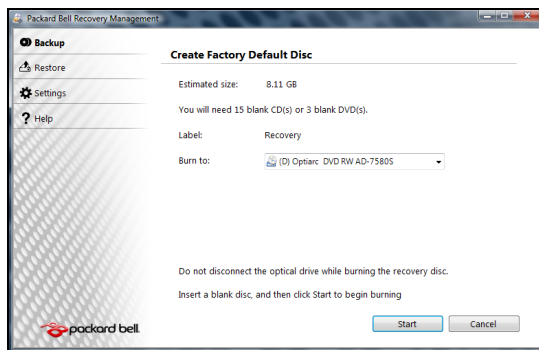 Packard Bell Recovery Management
Backup
Restore
Settings
Help
Create Factory Default Disc
Estimated size: 8.11 GB
You will need 15 blank CD(s) or 3 blank DVD(s).
Label: Recovery
Burn to: (D) Optiarc DVD RW AD-7580S
Do not disconnect the optical drive while burning the recovery disc.
Insert a blank disc, and then click Start to begin burning
packard bell.
Start Cancel